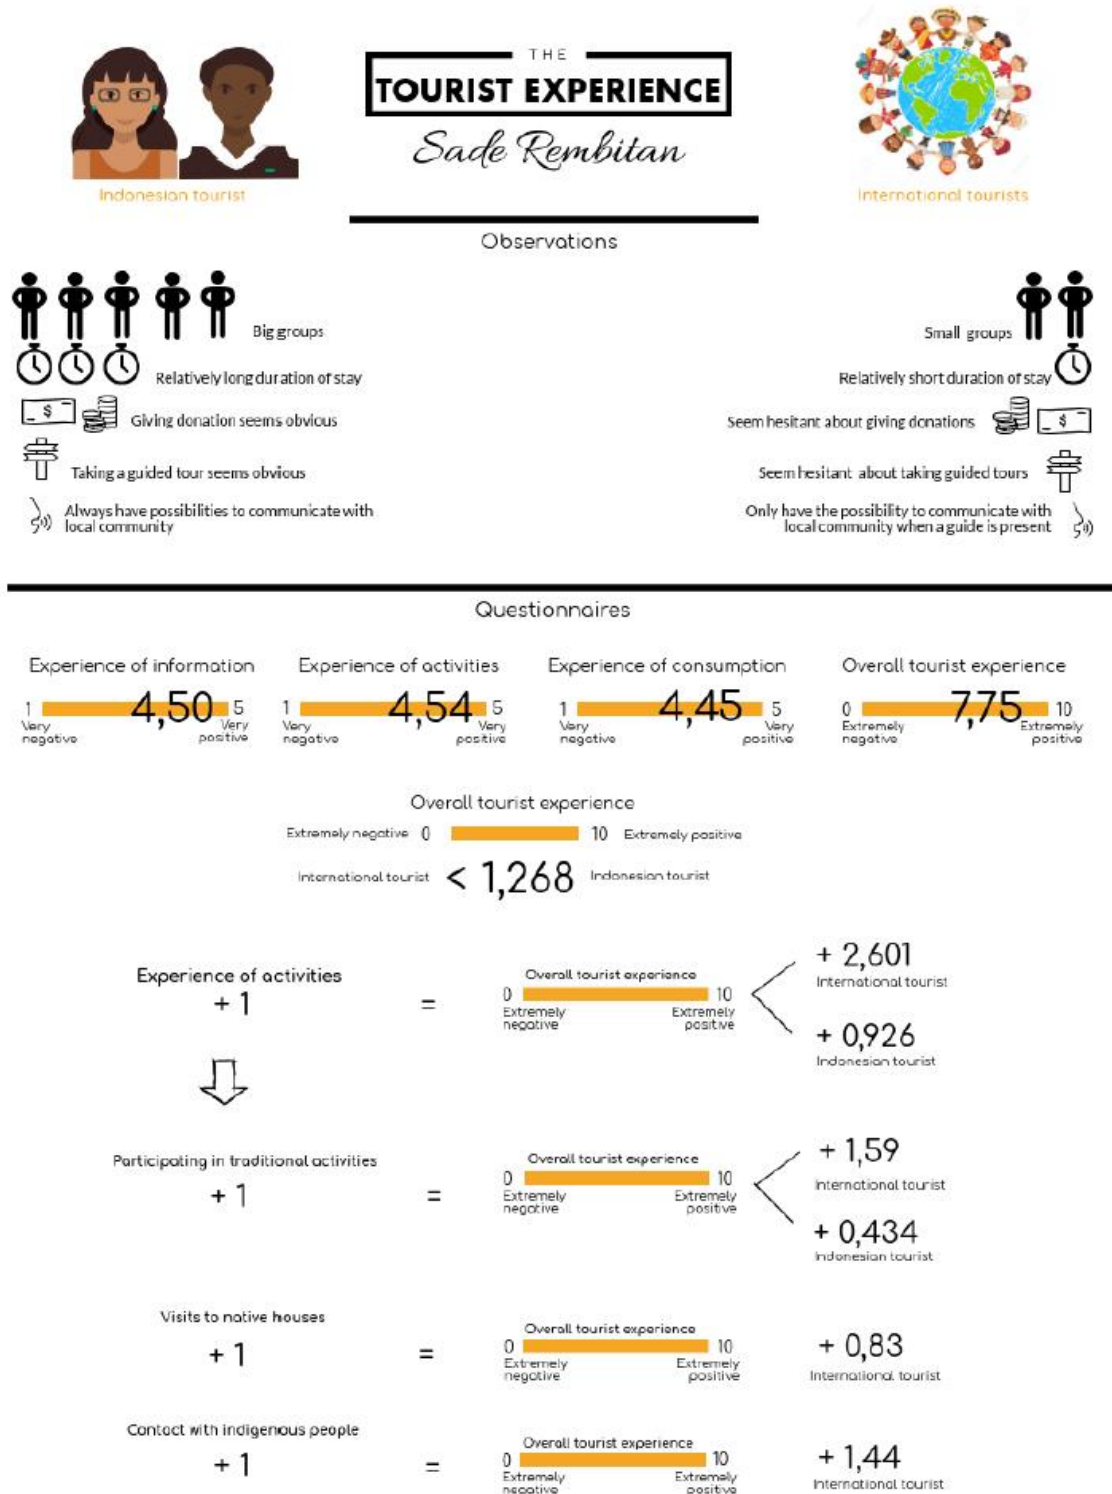 THE
TOURIST EXPERIENCE
Sade Rembitan
Indonesian tourist
International tourists
Observations
Big groups
Small groups
Relatively long duration of stay
Relatively short duration of stay
$
Giving donation seems obvious
Seem hesitant about giving donations
$
Taking a guided tour seems obvious
Seem hesitant about taking guided tours
Always have possibilities to communicate with
local community
Only have the possibility to communicate with
local community when a guide is present
Questionnaires
Experience of information
1 4,50 5
Very
negative
Very
positive
Experience of activities
1 4,54 5
Very
negative
Very
positive
Experience of consumption
1 4,45 5
Very
negative
Very
positive
Overall tourist experience
0 7,75 10
Extremely
negative
Extremely
positive
Overall tourist experience
Extremely negative 0 10 Extremely positive
International tourist < 1,268 Indonesian tourist
Experience of activities
+ 1
=
Overall tourist experience
0 10
Extremely
negative
Extremely
positive
+ 2,601
International tourist
+ 0,926
Indonesian tourist
Participating in traditional activities
+ 1
=
Overall tourist experience
0 10
Extremely
negative
Extremely
positive
+ 1,59
International tourist
+ 0,434
Indonesian tourist
Visits to native houses
+ 1
=
Overall tourist experience
0 10
Extremely
negative
Extremely
positive
+ 0,83
International tourist
Contact with indigenous people
+ 1
=
Overall tourist experience
0 10
Extremely
negative
Extremely
positive
+ 1,44
International tourist